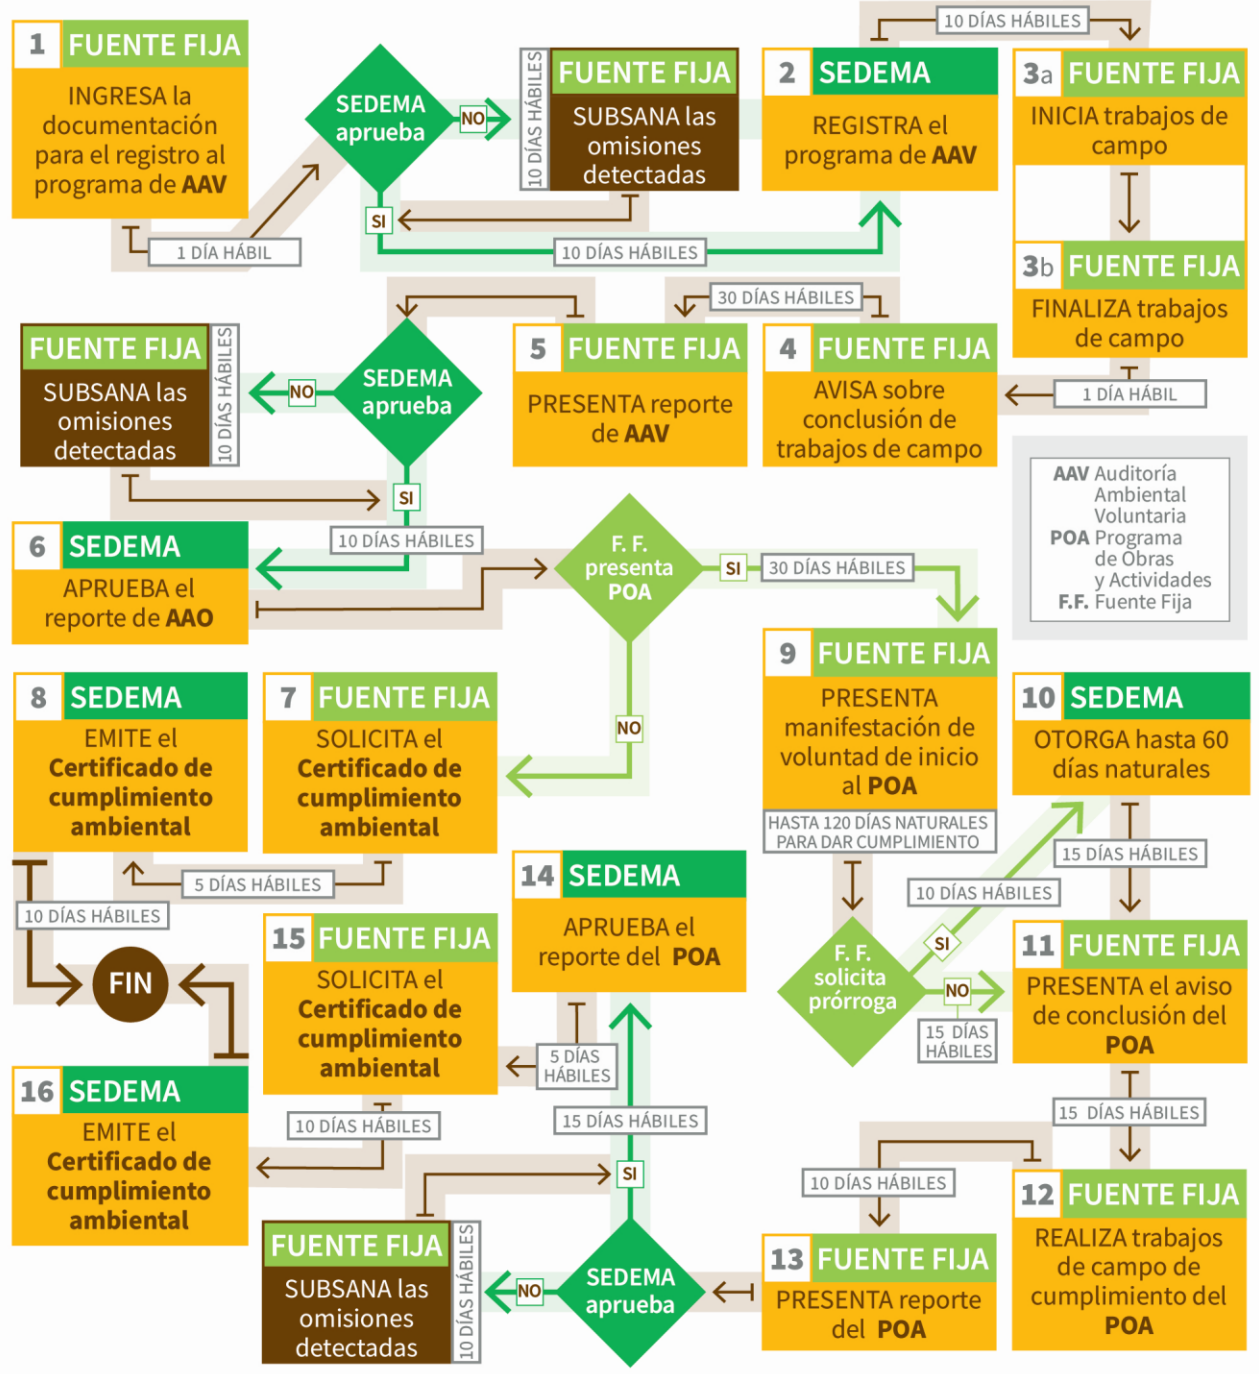 1 FUENTE FIJA
INGRESA la
documentación
para el registro al
programa de AAV
1 DÍA HÁBIL
SEDEMA
aprueba
NO
SI
10 DÍAS HÁBILES
FUENTE FIJA
SUBSANA las
omisiones
detectadas
10 DÍAS HÁBILES
2 SEDEMA
REGISTRA el
programa de AAV
10 DÍAS HÁBILES
3a FUENTE FIJA
INICIA trabajos de
campo
3b FUENTE FIJA
FINALIZA trabajos
de campo
1 DÍA HÁBIL
4 FUENTE FIJA
AVISA sobre
conclusión de
trabajos de campo
30 DÍAS HÁBILES
5 FUENTE FIJA
PRESENTA reporte
de AAV
SEDEMA
aprueba
NO
10 DÍAS HÁBILES
FUENTE FIJA
SUBSANA las
omisiones
detectadas
SI
10 DÍAS HÁBILES
AAV Auditoría
Ambiental
Voluntaria
POA Programa
de Obras
y Actividades
F.F. Fuente Fija
6 SEDEMA
APRUEBA el
reporte de AAO
F. F.
presenta
POA
SI
30 DÍAS HÁBILES
NO
7 FUENTE FIJA
SOLICITA el
Certificado de
cumplimiento
ambiental
5 DÍAS HÁBILES
8 SEDEMA
EMITE el
Certificado de
cumplimiento
ambiental
10 DÍAS HÁBILES
FIN
9 FUENTE FIJA
PRESENTA
manifestación de
voluntad de inicio
al POA
HASTA 120 DÍAS NATURALES
PARA DAR CUMPLIMIENTO
F. F.
solicita
prórroga
SI
10 DÍAS HÁBILES
NO
15 DÍAS
HÁBILES
10 SEDEMA
OTORGA hasta 60
días naturales
15 DÍAS HÁBILES
11 FUENTE FIJA
PRESENTA el aviso
de conclusión del
POA
15 DÍAS HÁBILES
12 FUENTE FIJA
REALIZA trabajos
de campo de
cumplimiento del
POA
10 DÍAS HÁBILES
13 FUENTE FIJA
PRESENTA reporte
del POA
SEDEMA
aprueba
NO
10 DÍAS HÁBILES
FUENTE FIJA
SUBSANA las
omisiones
detectadas
SI
15 DÍAS HÁBILES
14 SEDEMA
APRUEBA el
reporte del POA
5 DÍAS
HÁBILES
15 FUENTE FIJA
SOLICITA el
Certificado de
cumplimiento
ambiental
10 DÍAS HÁBILES
16 SEDEMA
EMITE el
Certificado de
cumplimiento
ambiental